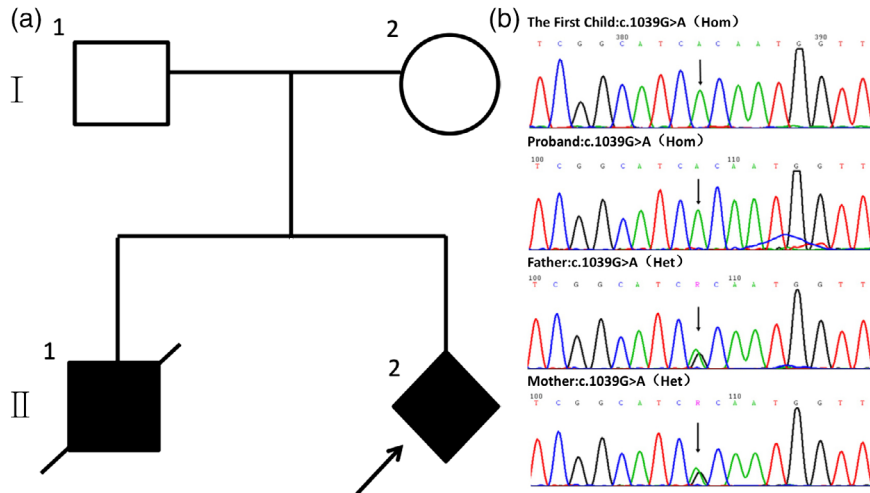 (a)
1
2
I
1
2
II
(b)
The First Child:c.1039G>A（Hom）
380 390
T C G G C A T C A C A A T G G T T
Proband:c.1039G>A（Hom）
100 110
T C G G C A T C A C A A T G G T T
Father:c.1039G>A（Het）
100 110
T C G G C A T C R C A A T G G T T
Mother:c.1039G>A（Het）
100 110
T C G G C A T C R C A A T G G T T